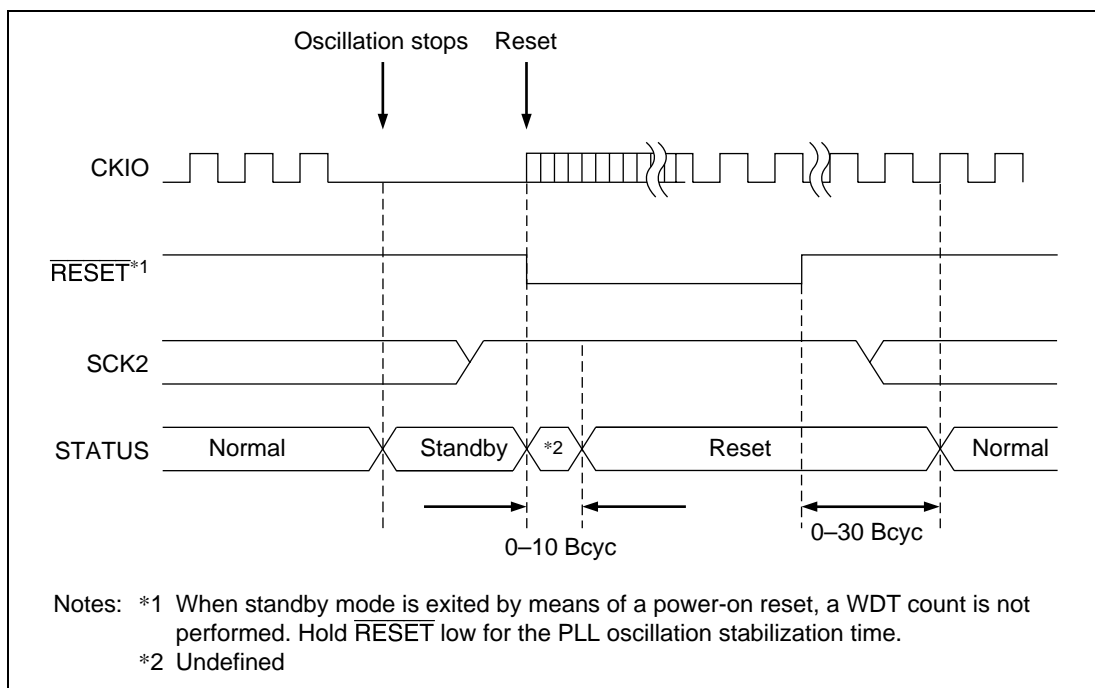 Oscillation stops Reset
CKIO
RESET*1
SCK2
STATUS Normal Standby *2 Reset Normal
0–10 Bcyc 0–30 Bcyc
Notes: *1 When standby mode is exited by means of a power-on reset, a WDT count is not
performed. Hold RESET low for the PLL oscillation stabilization time.
*2 Undefined